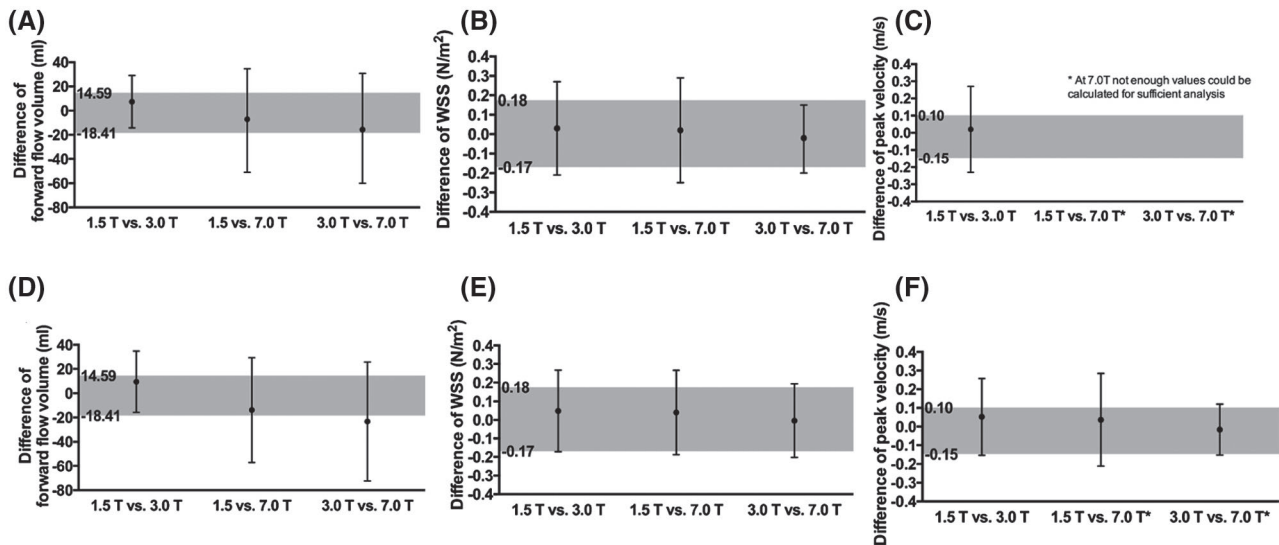 (A)
Difference of
forward flow volume (ml)
40
20
14.59
0
-18.41
-20
-40
-60
-80
1.5 T vs. 3.0 T
1.5 vs. 7.0 T
3.0 T vs. 7.0 T
(B)
Difference of WSS (N/m²)
0.4
0.3
0.18
0.2
0.1
0.0
-0.1
-0.17
-0.2
-0.3
-0.4
1.5 T vs. 3.0 T
1.5 T vs. 7.0 T
3.0 T vs. 7.0 T
(C)
Difference of peak velocity (m/s)
0.4
0.3
0.2
0.10
0.1
0.0
-0.1
-0.15
-0.2
-0.3
-0.4
* At 7.0T not enough values could be
calculated for sufficient analysis
1.5 T vs. 3.0 T
1.5 T vs. 7.0 T*
3.0 T vs. 7.0 T*
(D)
Difference of
forward flow volume (ml)
40
20
14.59
0
-18.41
-20
-40
-60
-80
1.5 T vs. 3.0 T
1.5 vs. 7.0 T
3.0 T vs. 7.0 T
(E)
Difference of WSS (N/m²)
0.4
0.3
0.18
0.2
0.1
0.0
-0.1
-0.17
-0.2
-0.3
-0.4
1.5 T vs. 3.0 T
1.5 T vs. 7.0 T
3.0 T vs. 7.0 T
(F)
Difference of peak velocity (m/s)
0.4
0.3
0.2
0.10
0.1
0.0
-0.1
-0.15
-0.2
-0.3
-0.4
1.5 T vs. 3.0 T
1.5 T vs. 7.0 T*
3.0 T vs. 7.0 T*